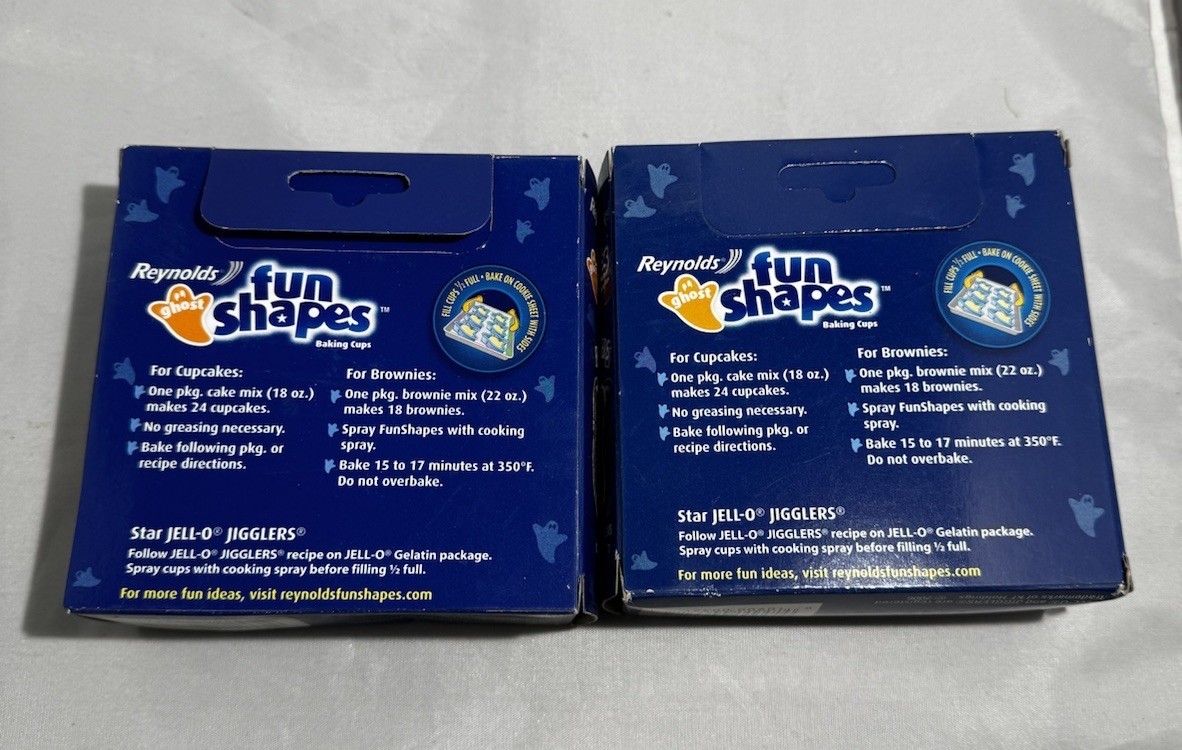 Reynolds
ghost
fun
shapes™
Baking Cups
FILL CUPS ½ FULL • BAKE ON COOKIE SHEET WITH SIDES
For Cupcakes:
One pkg. cake mix (18 oz.)
makes 24 cupcakes.
No greasing necessary.
Bake following pkg. or
recipe directions.
For Brownies:
One pkg. brownie mix (22 oz.)
makes 18 brownies.
Spray FunShapes with cooking
spray.
Bake 15 to 17 minutes at 350°F.
Do not overbake.
Star JELL-O® JIGGLERS®
Follow JELL-O® JIGGLERS® recipe on JELL-O® Gelatin package.
Spray cups with cooking spray before filling ½ full.
For more fun ideas, visit reynoldsfunshapes.com
Reynolds®
ghost
fun
shapes™
Baking Cups
FILL CUPS ½ FULL • BAKE ON COOKIE SHEET WITH SIDES
For Cupcakes:
One pkg. cake mix (18 oz.)
makes 24 cupcakes.
No greasing necessary.
Bake following pkg. or
recipe directions.
For Brownies:
One pkg. brownie mix (22 oz.)
makes 18 brownies.
Spray FunShapes with cooking
spray.
Bake 15 to 17 minutes at 350°F.
Do not overbake.
Star JELL-O® JIGGLERS®
Follow JELL-O® JIGGLERS® recipe on JELL-O® Gelatin package.
Spray cups with cooking spray before filling ½ full.
For more fun ideas, visit reynoldsfunshapes.com